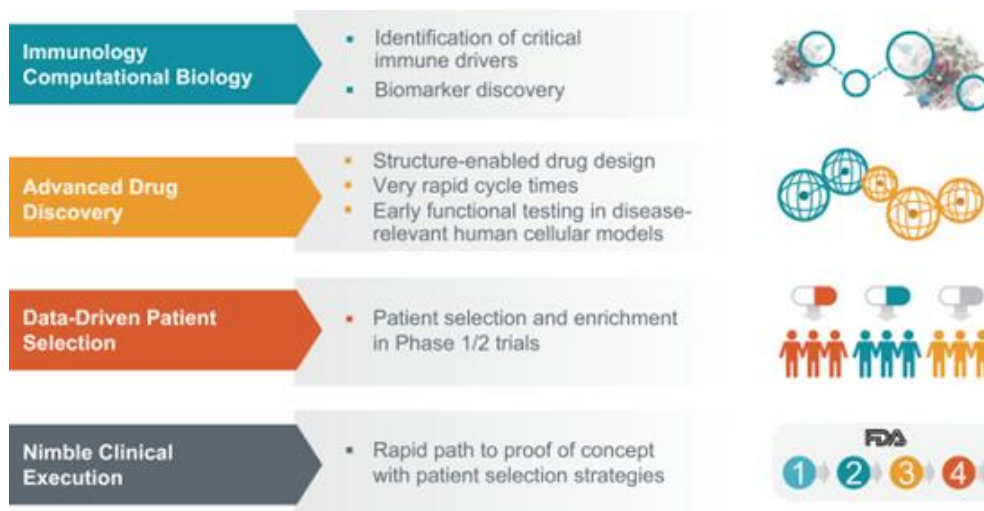 Immunology
Computational Biology
Identification of critical
immune drivers
Biomarker discovery
Advanced Drug
Discovery
Structure-enabled drug design
Very rapid cycle times
Early functional testing in disease-
relevant human cellular models
Data-Driven Patient
Selection
Patient selection and enrichment
in Phase 1/2 trials
Nimble Clinical
Execution
Rapid path to proof of concept
with patient selection strategies
FDA
1 2 3 4